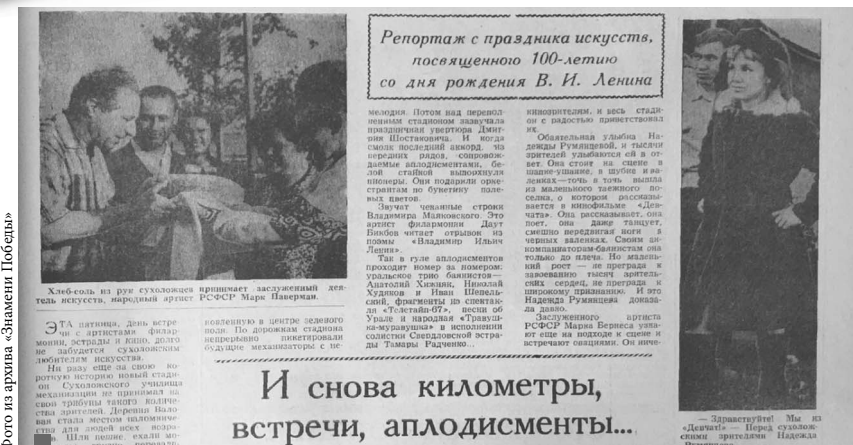 Фото из архива «Знамени Победы»
Репортаж с праздника искусств,
посвященного 100-летию
со дня рождения В. И. Ленина
Хлеб-соль из рук сухоложцев принимает заслуженный дея-
тель искусств, народный артист РСФСР Марк Паверман.
ЭТА пятница, день встре-
чи с артистами филар-
монии, эстрады и кино, долго
не забудется сухоложским
любителям искусства.
Ни разу еще за свою ко-
роткую историю новый стади-
он Сухоложского училища
механизации не принимал на
свои трибуны такого количе-
ства зрителей. Деревня Вало-
вая стала местом паломниче-
ства для людей всех возра-
Шли пешие, ехали мо-
новленную в центре зеленого
поля. По дорожкам стадиона
непрерывно пикетировали
будущие механизаторы с не-
мелодия. Потом над перепол-
ненным стадионом зазвучала
праздничная увертюра Дмит-
рия Шостаковича. И когда
смолк последний аккорд, из
передних рядов, сопровож-
даемые аплодисментами, бе-
лой стайкой выпорхнули
пионеры. Они подарили орке-
странтам по букетику поле-
вых цветов.
Звучат чеканные строки
Владимира Маяковского. Это
артист филармонии Даут
Бикбов читает отрывок из
поэмы «Владимир Ильич
Ленин».
Так в гуле аплодисментов
проходит номер за номером:
уральское трио баянистов—
Анатолий Хижняк, Николай
Худяков и Иван Шепель-
ский, фрагменты из спектак-
ля «Телетайп-67», песни об
Урале и народная «Травуш-
ка-муравушка» в исполнении
солистки Свердловской эстра-
ды Тамары Радченко...
кинозрители, и весь стади-
он с радостью приветствовал
их.
Обаятельная улыбка На-
дежды Румянцевой, и тысячи
зрителей улыбаются ей в от-
вет. Она стоит на сцене в
шапке-ушанке, в шубке и ва-
ленках—точь в точь вышла
из маленького таежного по-
селка, о котором рассказы-
вается в кинофильме «Дев-
чата». Она рассказывает, она
поет, она даже танцует,
смешно передвигая ноги в
черных валенках. Своим ак-
компаниаторам-баянистам она
только до плеча. Но малень-
кий рост — не преграда к
завоеванию тысяч зритель-
ских сердец, не преграда к
широкому признанию. И это
Надежда Румянцева доказа-
ла давно.
Заслуженного артиста
РСФСР Марка Бернеса узна-
ют еще на подходе к сцене и
встречают овациями. Он ниче-
И снова километры,
встречи, аплодисменты...
— Здравствуйте! Мы из
«Девчат»! — Перед сухолож-
скими зрителями Надежда